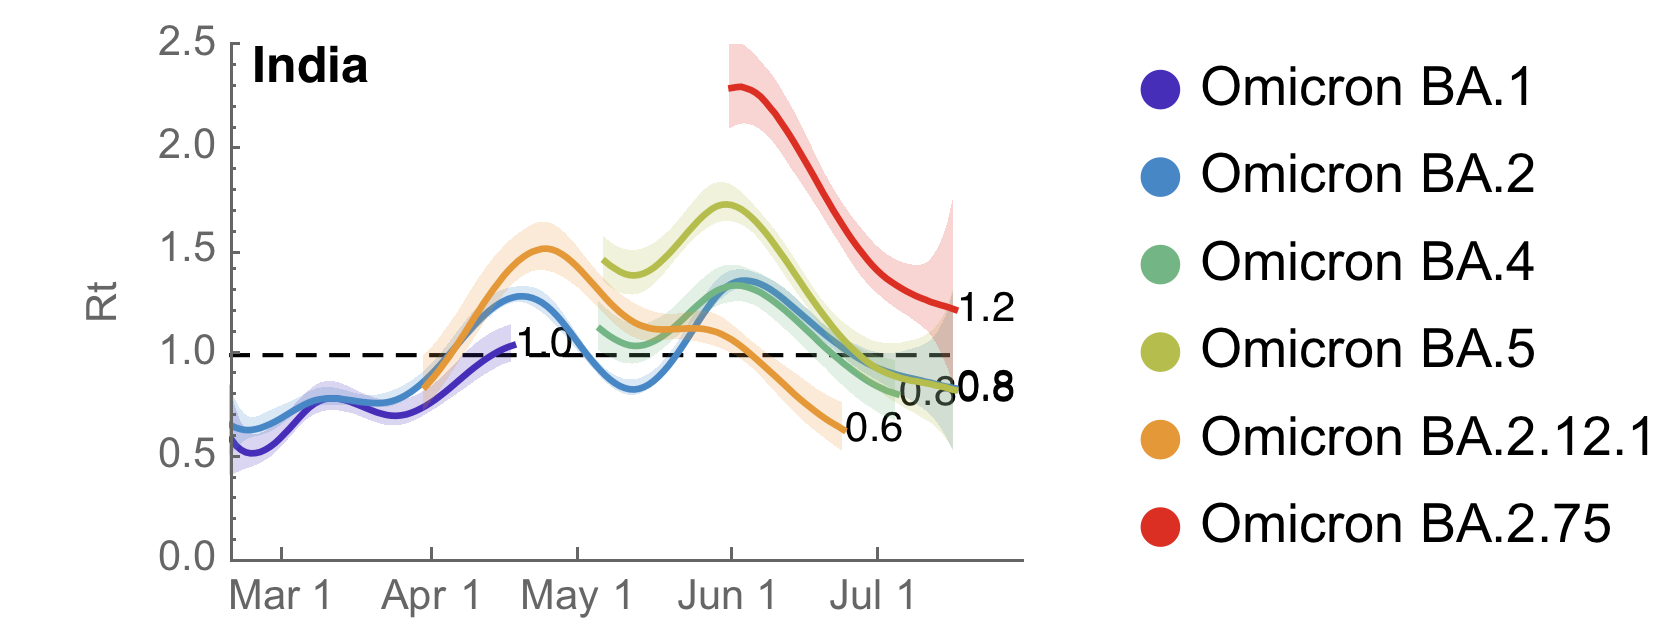 India
2.5
2.0
1.5
1.0
0.5
0.0
Rt
1.2
1.0
0.8
0.8
0.6
Mar 1
Apr 1
May 1
Jun 1
Jul 1
Omicron BA.1
Omicron BA.2
Omicron BA.4
Omicron BA.5
Omicron BA.2.12.1
Omicron BA.2.75